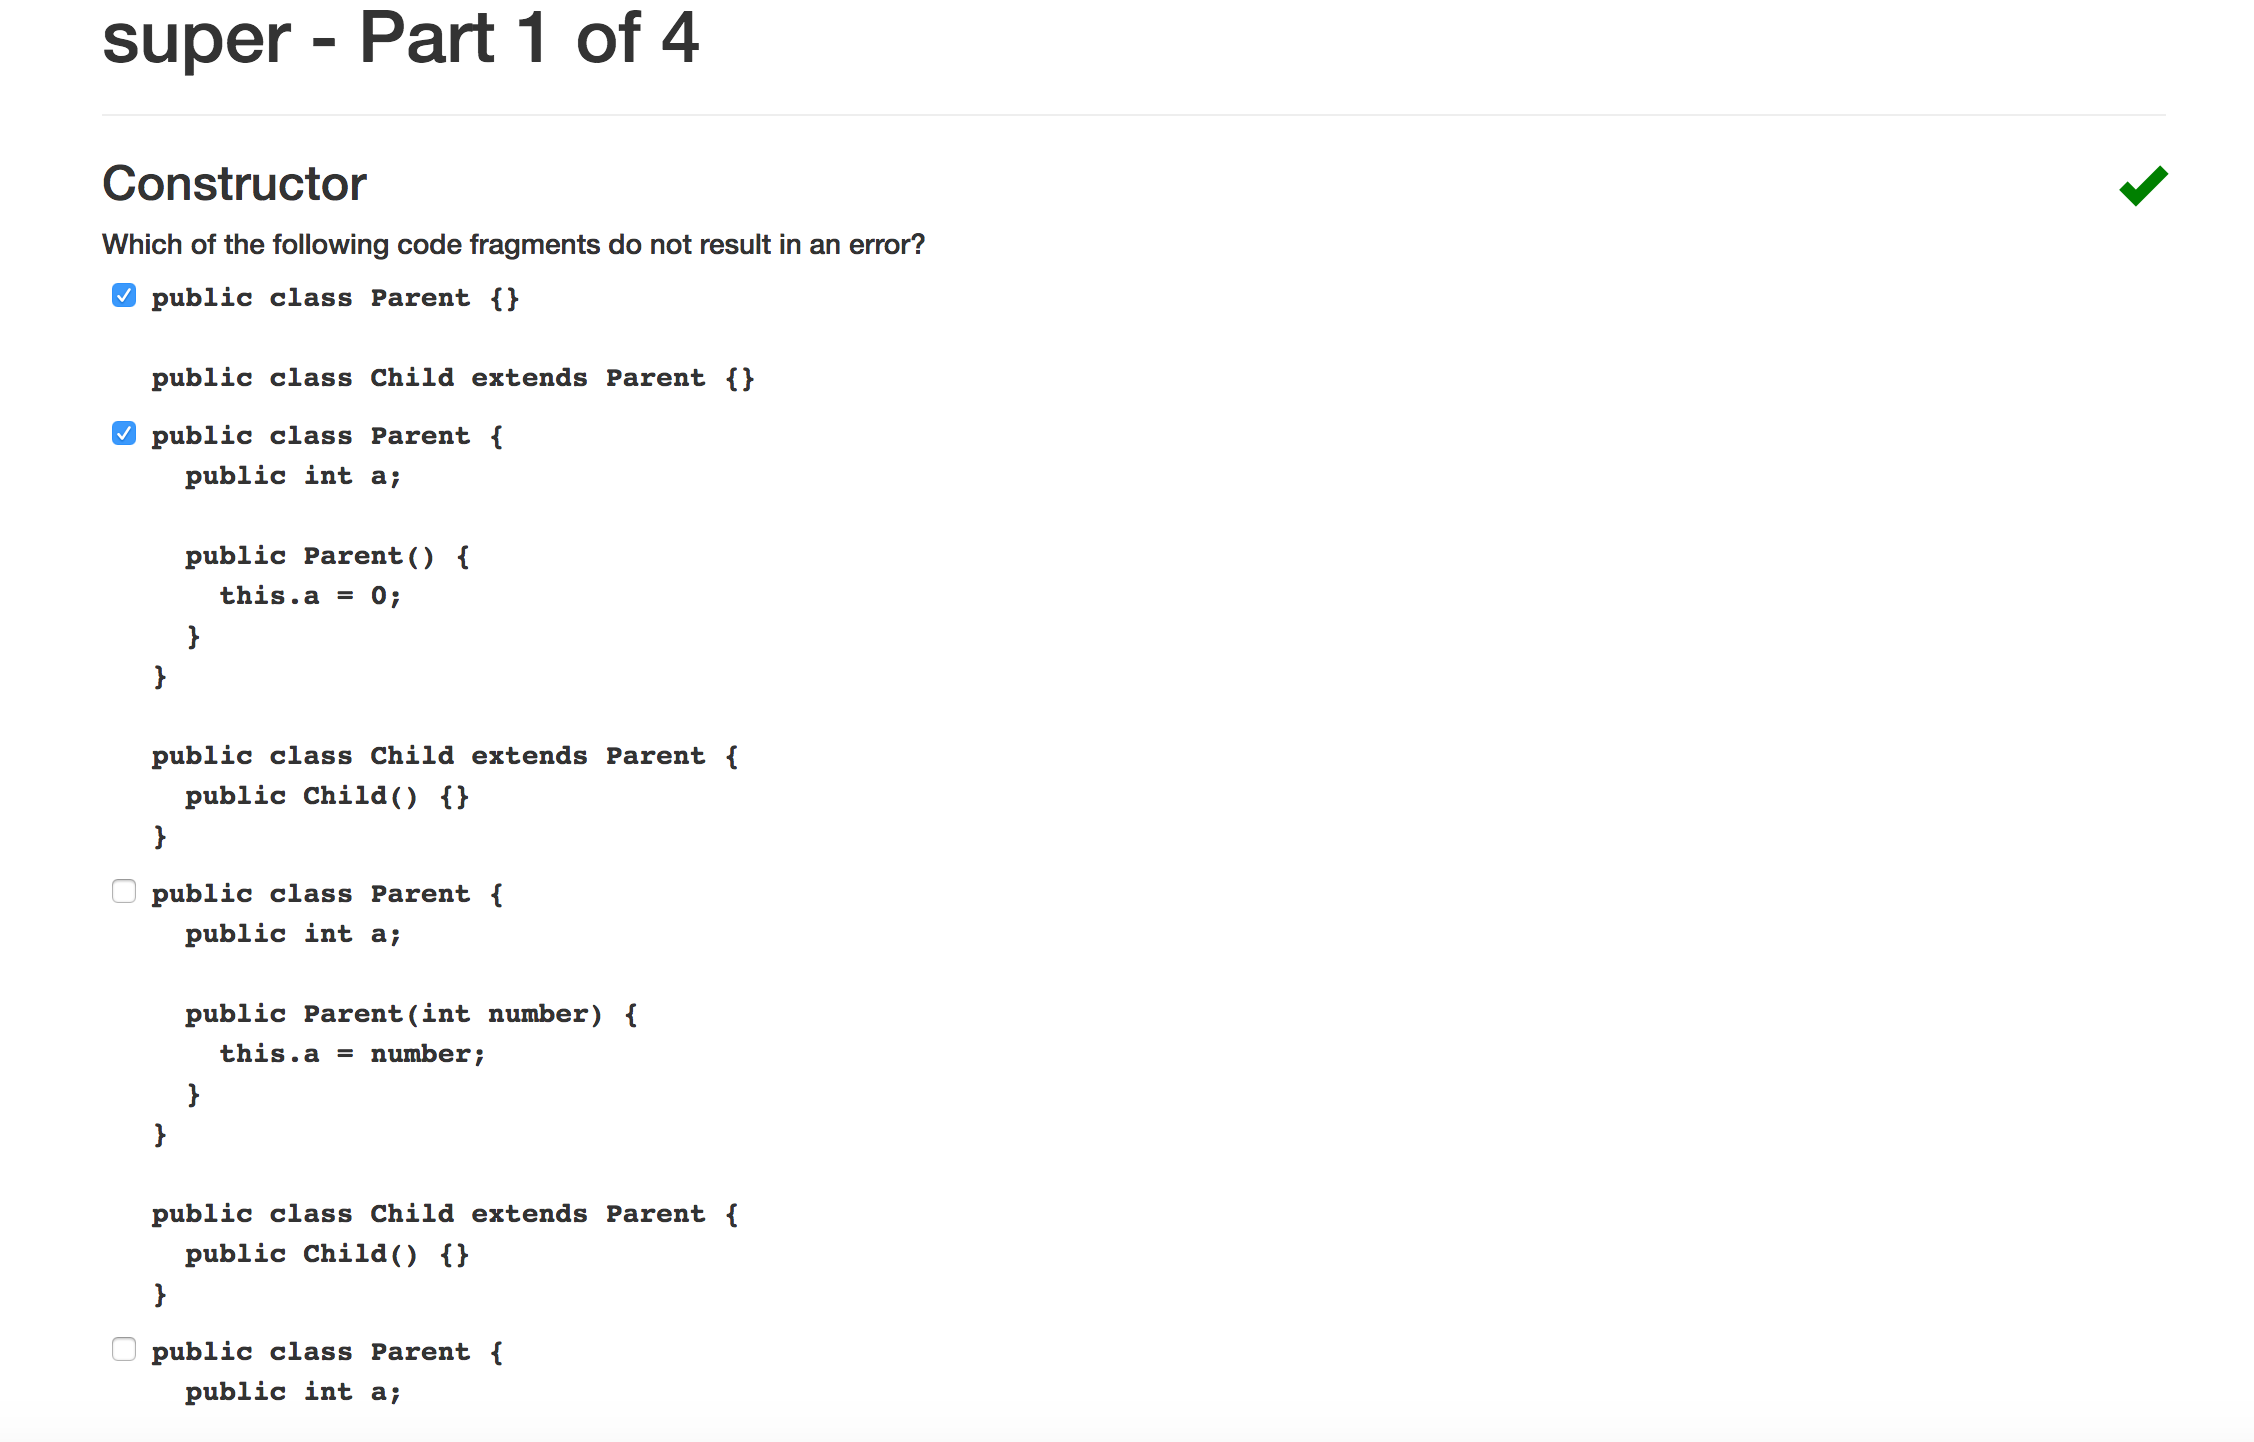 super - Part 1 of 4
Constructor
Which of the following code fragments do not result in an error?
public class Parent {}
public class Child extends Parent {}
public class Parent {
public int a;
public Parent() {
this.a = 0;
}
}
public class Child extends Parent {
public Child() {}
}
public class Parent {
public int a;
public Parent(int number) {
this.a = number;
}
}
public class Child extends Parent {
public Child() {}
}
public class Parent {
public int a;